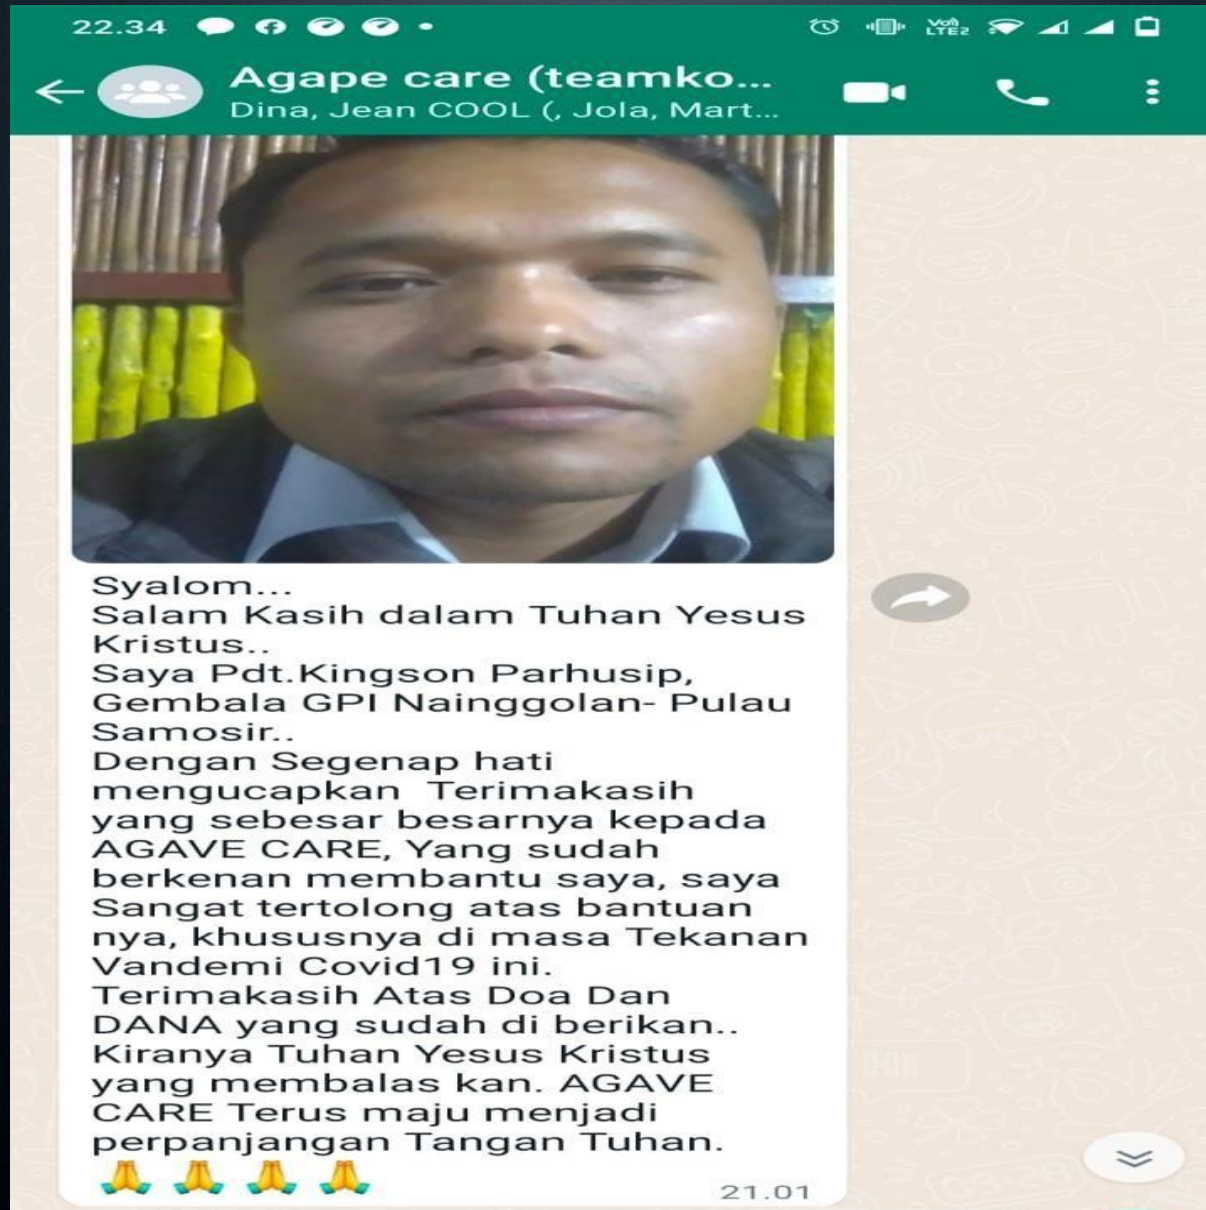 22.34
VoLTE2
Agape care (teamko...
Dina, Jean COOL (, Jola, Mart...
Syalom...
Salam Kasih dalam Tuhan Yesus
Kristus..
Saya Pdt.Kingson Parhusip,
Gembala GPI Nainggolan- Pulau
Samosir..
Dengan Segenap hati
mengucapkan  Terimakasih
yang sebesar besarnya kepada
AGAVE CARE, Yang sudah
berkenan membantu saya, saya
Sangat tertolong atas bantuan
nya, khususnya di masa Tekanan
Vandemi Covid19 ini.
Terimakasih Atas Doa Dan
DANA yang sudah di berikan..
Kiranya Tuhan Yesus Kristus
yang membalas kan. AGAVE
CARE Terus maju menjadi
perpanjangan Tangan Tuhan.
🙏 🙏 🙏 🙏
21.01